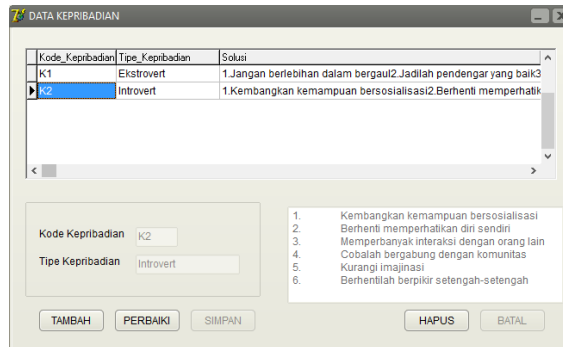 DATA KEPRIBADIAN
Kode_Kepribadian Tipe_Kepribadian Solusi
K1 Ekstrovert 1.Jangan berlebihan dalam bergaul2.Jadilah pendengar yang baik3
K2 Introvert 1.Kembangkan kemampuan bersosialisasi2.Berhenti memperhatik
Kode Kepribadian K2
Tipe Kepribadian Introvert
1. Kembangkan kemampuan bersosialisasi
2. Berhenti memperhatikan diri sendiri
3. Memperbanyak interaksi dengan orang lain
4. Cobalah bergabung dengan komunitas
5. Kurangi imajinasi
6. Berhentilah berpikir setengah-setengah
TAMBAH PERBAIKI SIMPAN HAPUS BATAL